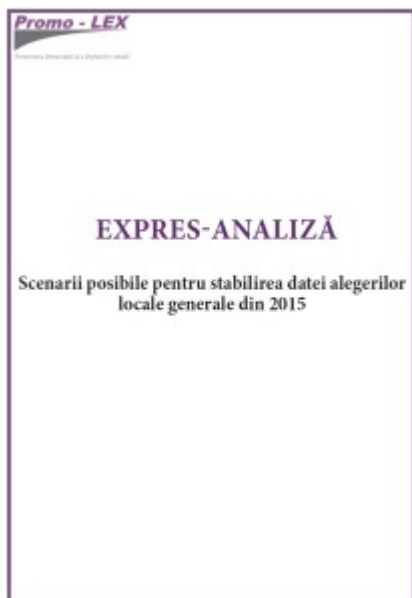 Promo - LEX
EXPRES-ANALIZĂ
Scenarii posibile pentru stabilirea datei alegerilor
locale generale din 2015